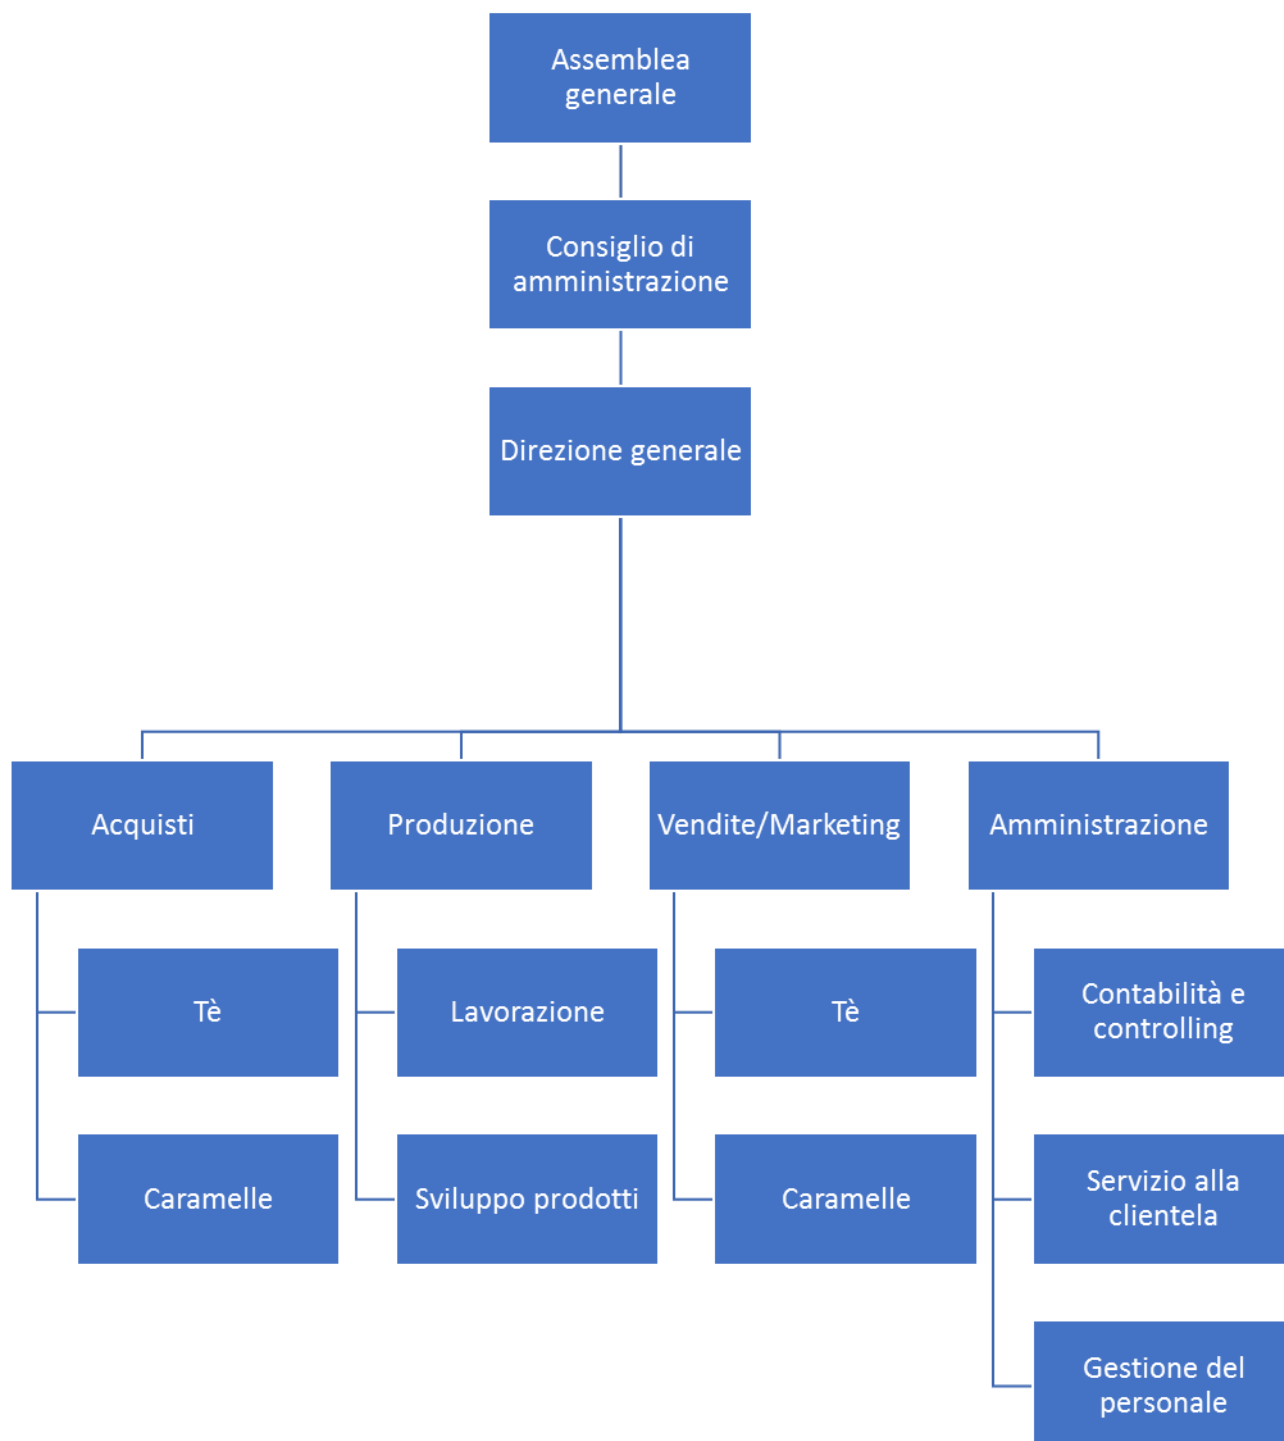 Assemblea
generale
Consiglio di
amministrazione
Direzione generale
Acquisti
Produzione
Vendite/Marketing
Amministrazione
Tè
Lavorazione
Tè
Contabilità e
controlling
Caramelle
Sviluppo prodotti
Caramelle
Servizio alla
clientela
Gestione del
personale